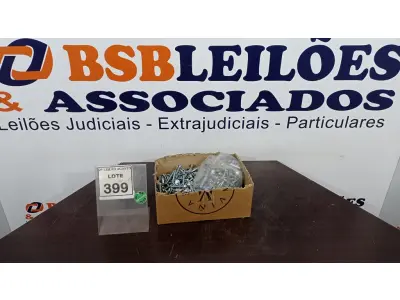 BSBLEILÕES
& ASSOCIADOS
Leilões Judiciais - Extrajudiciais - Particulares
LOTE
399